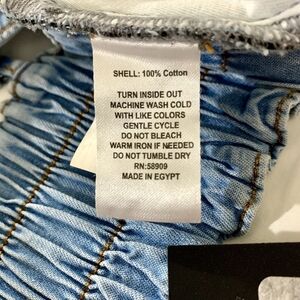 SHELL: 100% Cotton
TURN INSIDE OUT
MACHINE WASH COLD
WITH LIKE COLORS
GENTLE CYCLE
DO NOT BLEACH
WARM IRON IF NEEDED
DO NOT TUMBLE DRY
RN:58909
MADE IN EGYPT